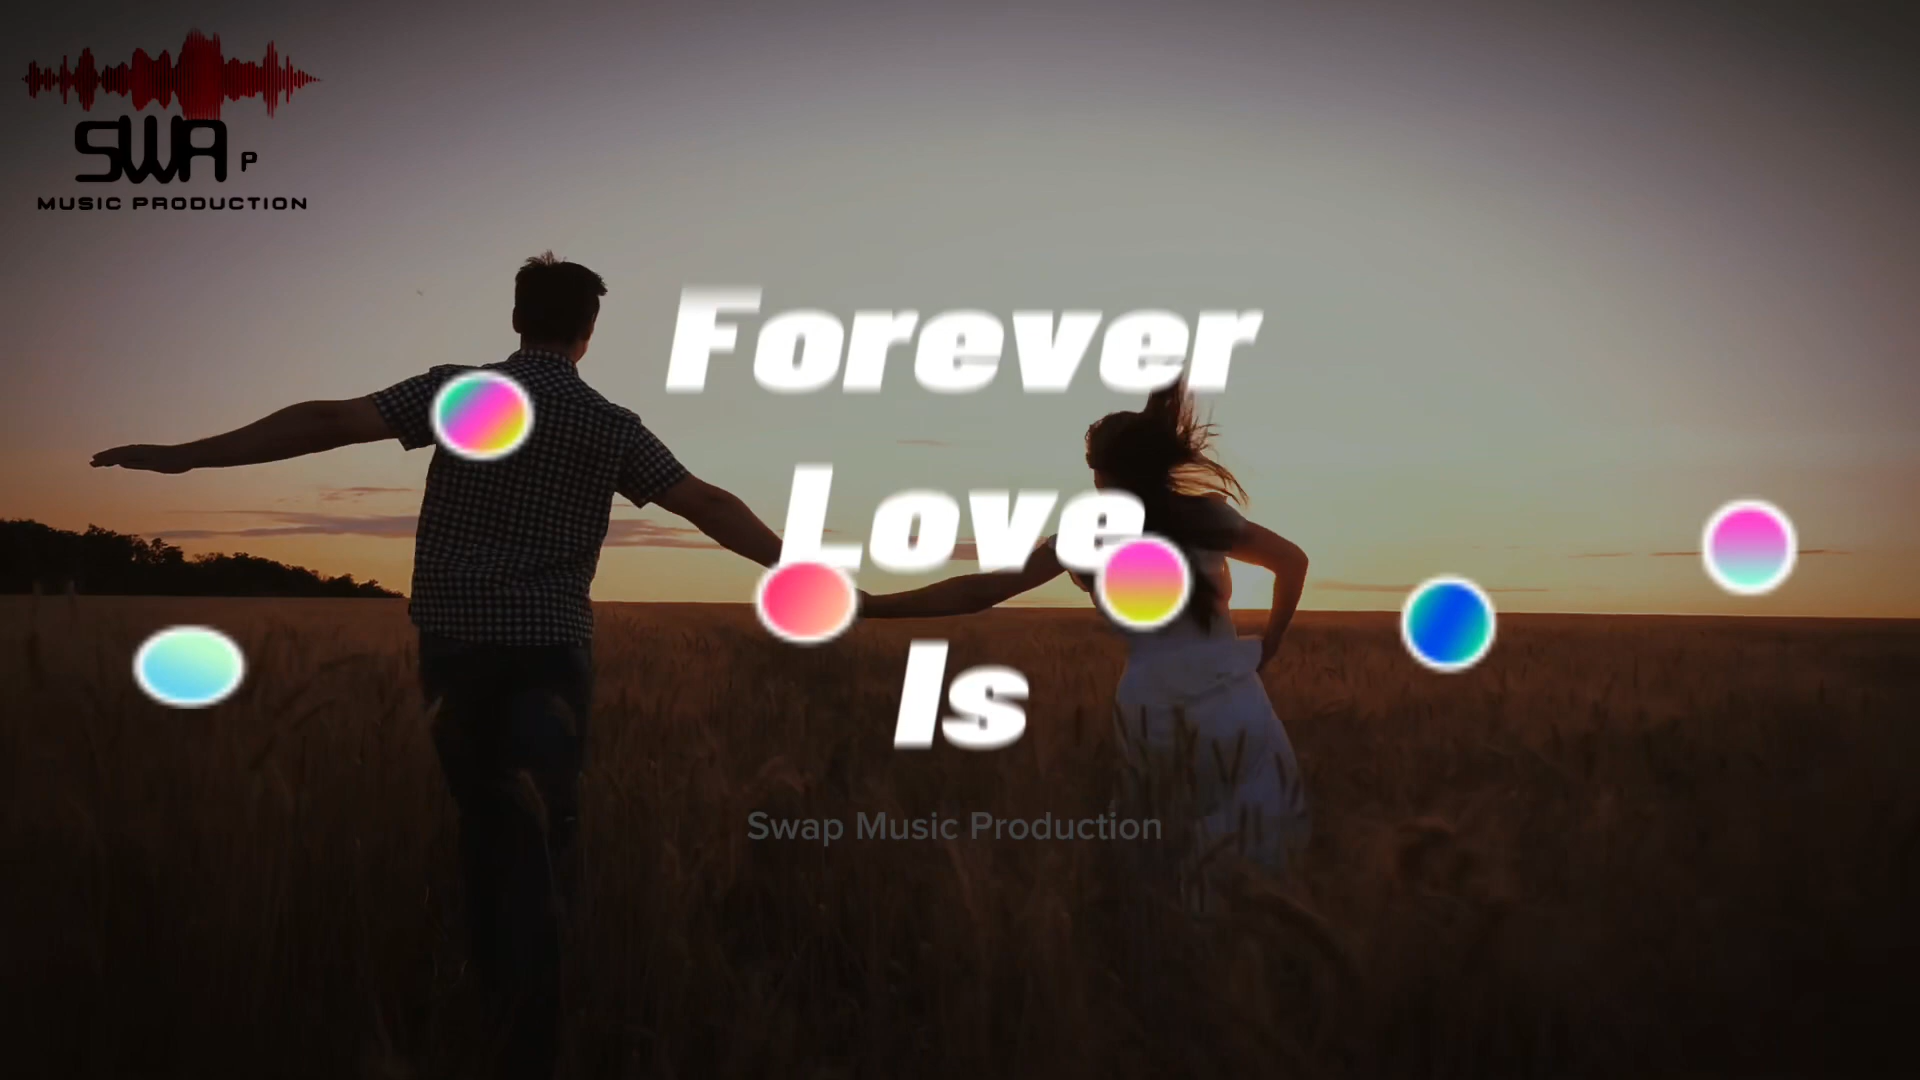 SWA P
MUSIC PRODUCTION
Forever
Love
Is
Swap Music Production